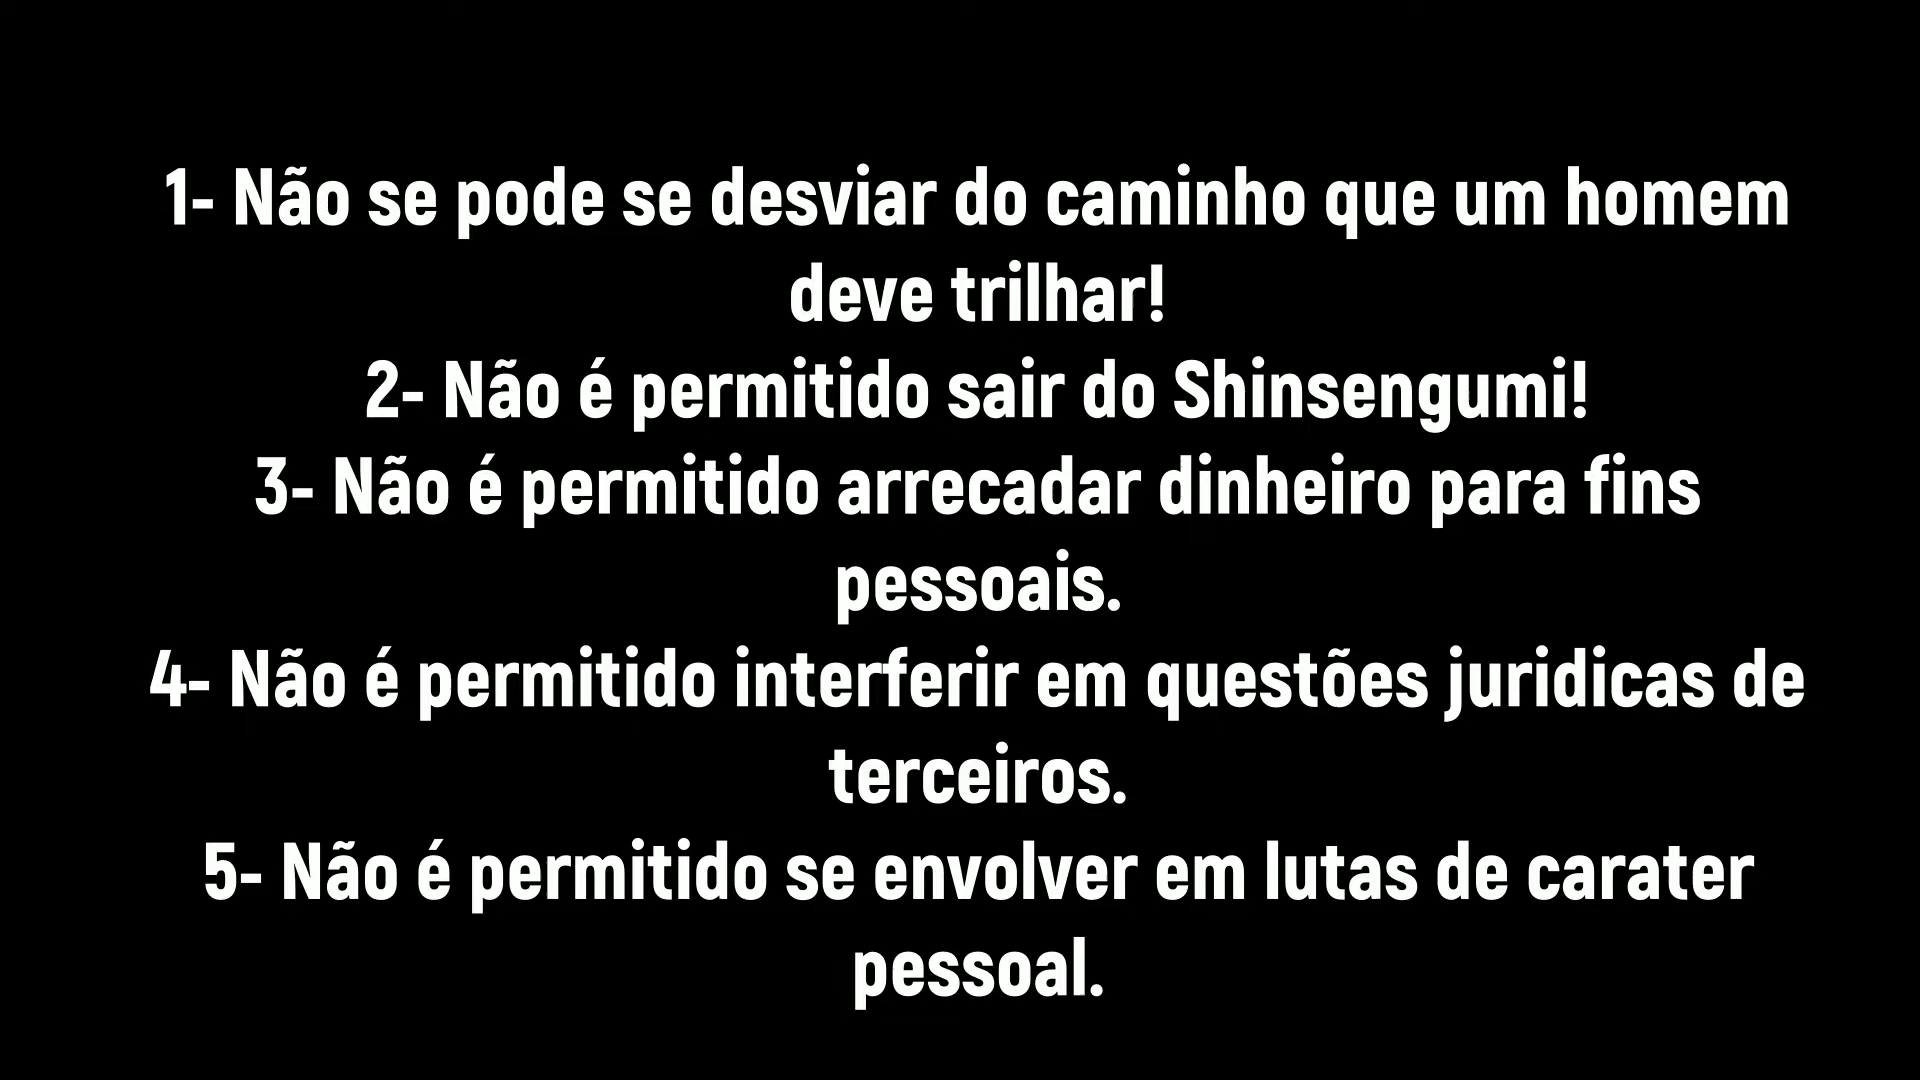 1- Não se pode se desviar do caminho que um homem
deve trilhar!
2- Não é permitido sair do Shinsengumi!
3- Não é permitido arrecadar dinheiro para fins
pessoais.
4- Não é permitido interferir em questões juridicas de
terceiros.
5- Não é permitido se envolver em lutas de carater
pessoal.